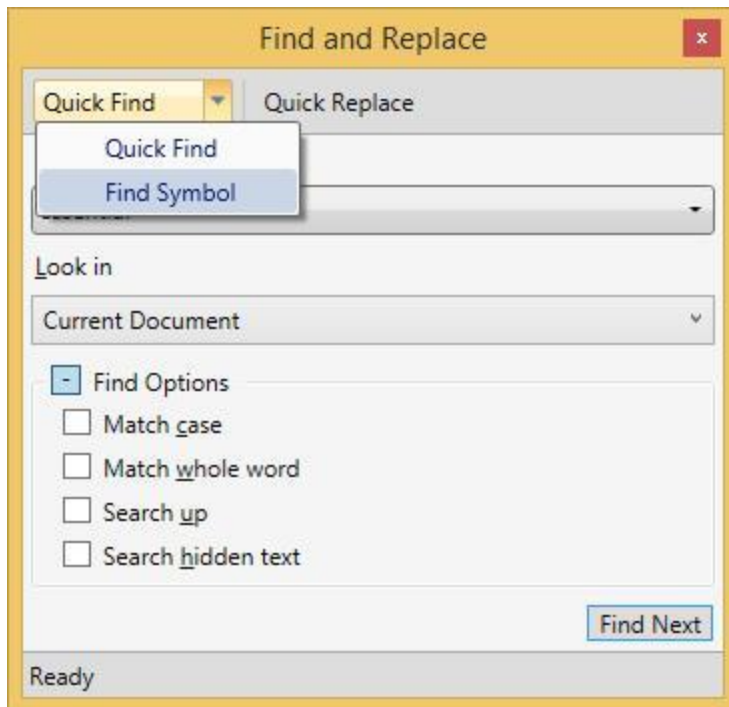 Find and Replace
x
Quick Find Quick Replace
Quick Find
Find Symbol
Look in
Current Document
- Find Options
Match case
Match whole word
Search up
Search hidden text
Find Next
Ready